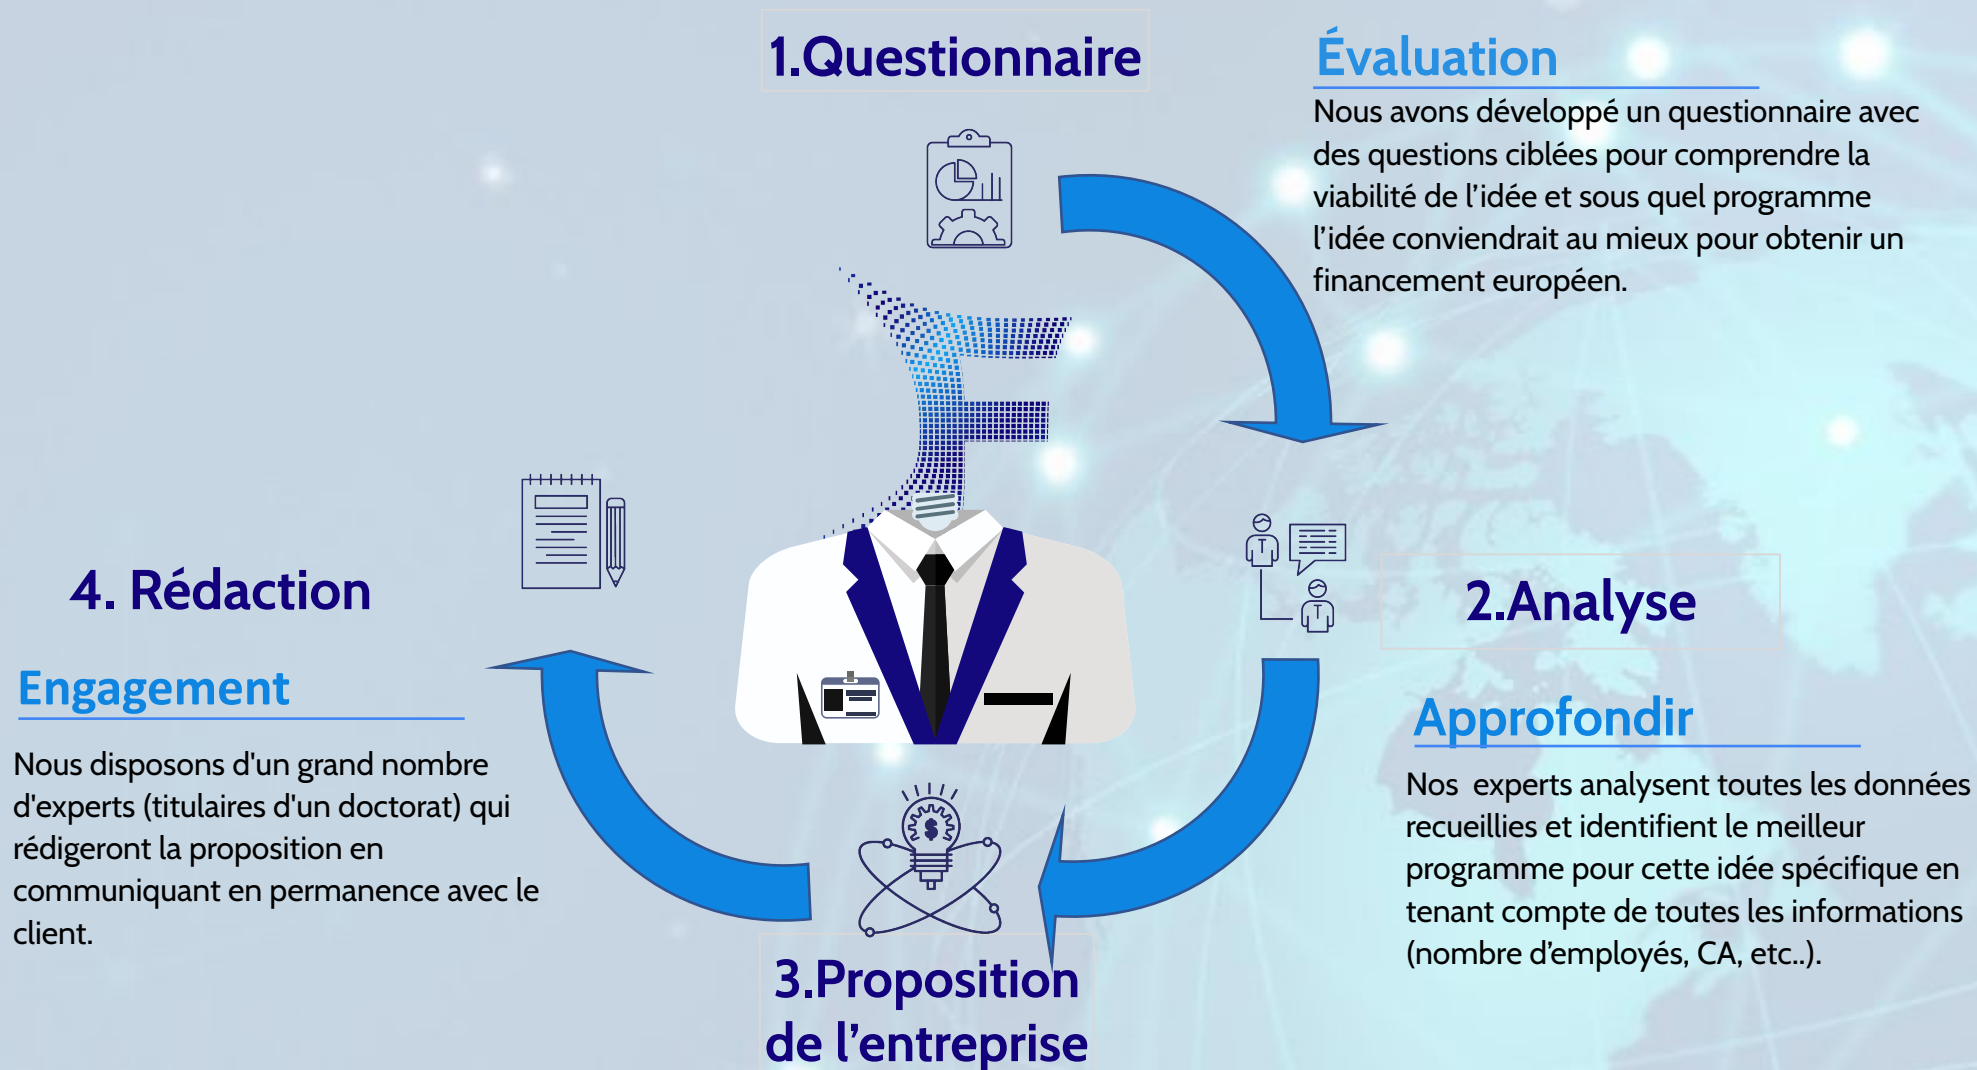 1.Questionnaire
Évaluation
Nous avons développé un questionnaire avec
des questions ciblées pour comprendre la
viabilité de l'idée et sous quel programme
l'idée conviendrait au mieux pour obtenir un
financement européen.
2.Analyse
Approfondir
Nos  experts analysent toutes les données
recueillies et identifient le meilleur
programme pour cette idée spécifique en
tenant compte de toutes les informations
(nombre d'employés, CA, etc..).
3.Proposition
de l'entreprise
4. Rédaction
Engagement
Nous disposons d'un grand nombre
d'experts (titulaires d'un doctorat) qui
rédigeront la proposition en
communiquant en permanence avec le
client.